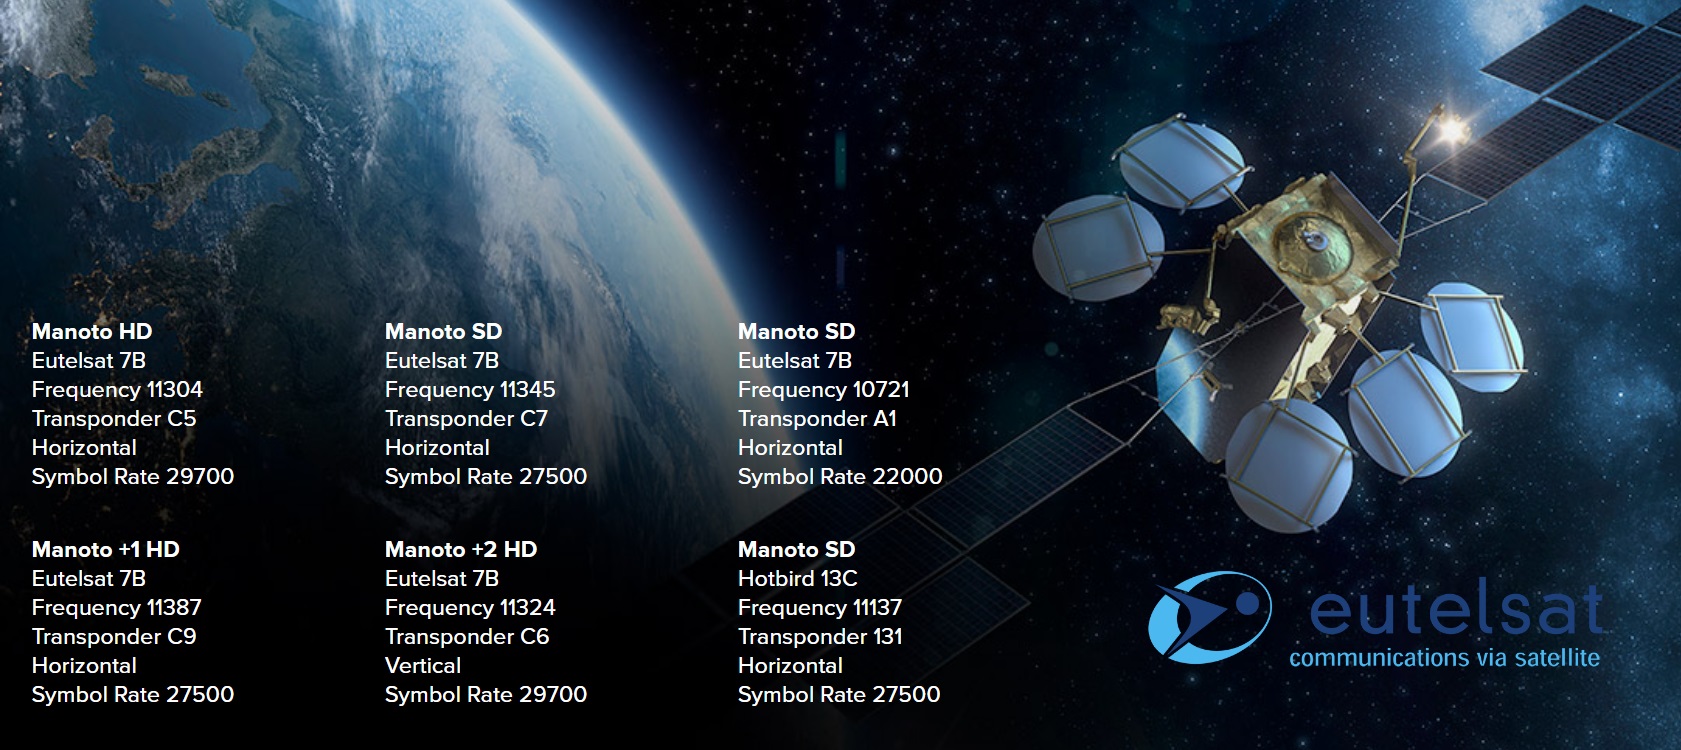 Manoto HD
Eutelsat 7B
Frequency 11304
Transponder C5
Horizontal
Symbol Rate 29700
Manoto SD
Eutelsat 7B
Frequency 11345
Transponder C7
Horizontal
Symbol Rate 27500
Manoto SD
Eutelsat 7B
Frequency 10721
Transponder A1
Horizontal
Symbol Rate 22000
Manoto +1 HD
Eutelsat 7B
Frequency 11387
Transponder C9
Horizontal
Symbol Rate 27500
Manoto +2 HD
Eutelsat 7B
Frequency 11324
Transponder C6
Vertical
Symbol Rate 29700
Manoto SD
Hotbird 13C
Frequency 11137
Transponder 131
Horizontal
Symbol Rate 27500
eutelsat
communications via satellite